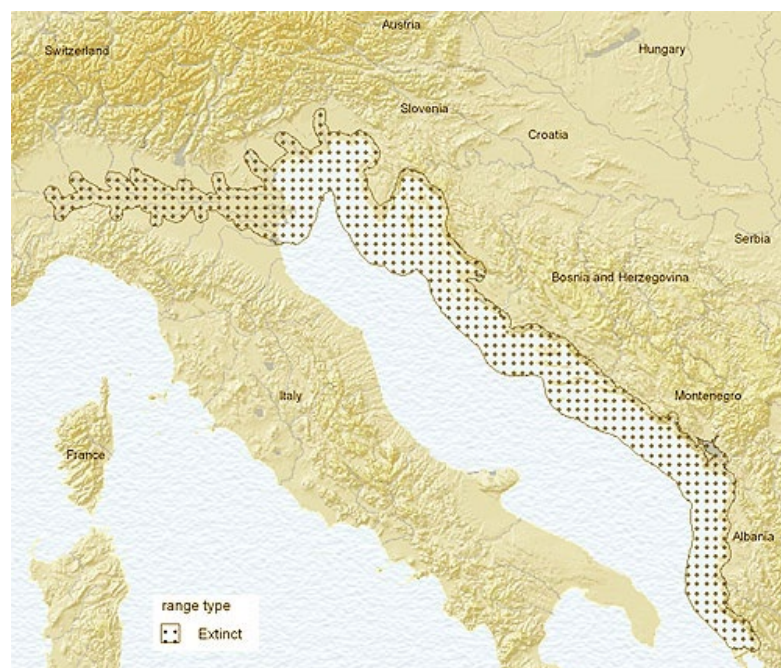 Austria
Switzerland
Hungary
Slovenia
Croatia
Serbia
Bosnia and Herzegovina
Italy
Montenegro
France
Albania
range type
Extinct